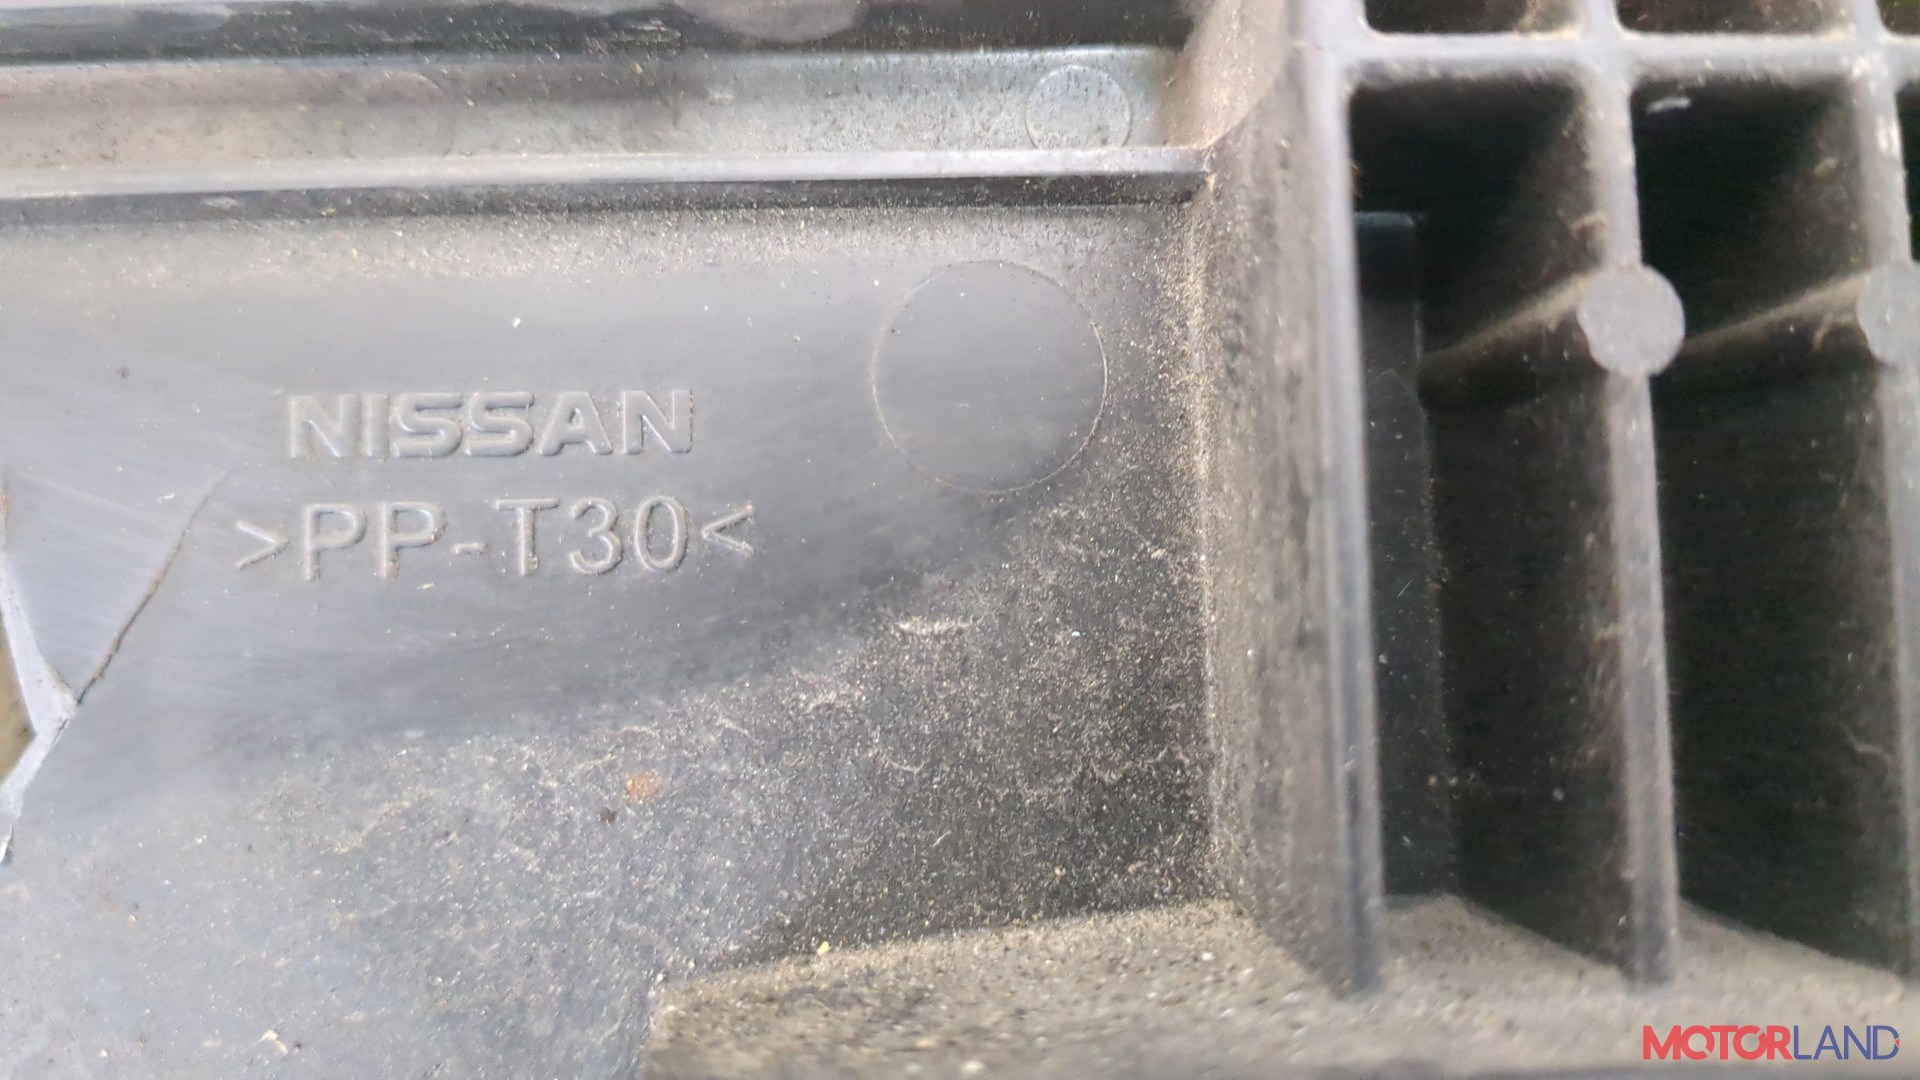 NISSAN
>PP-T30<
MOTORLAND